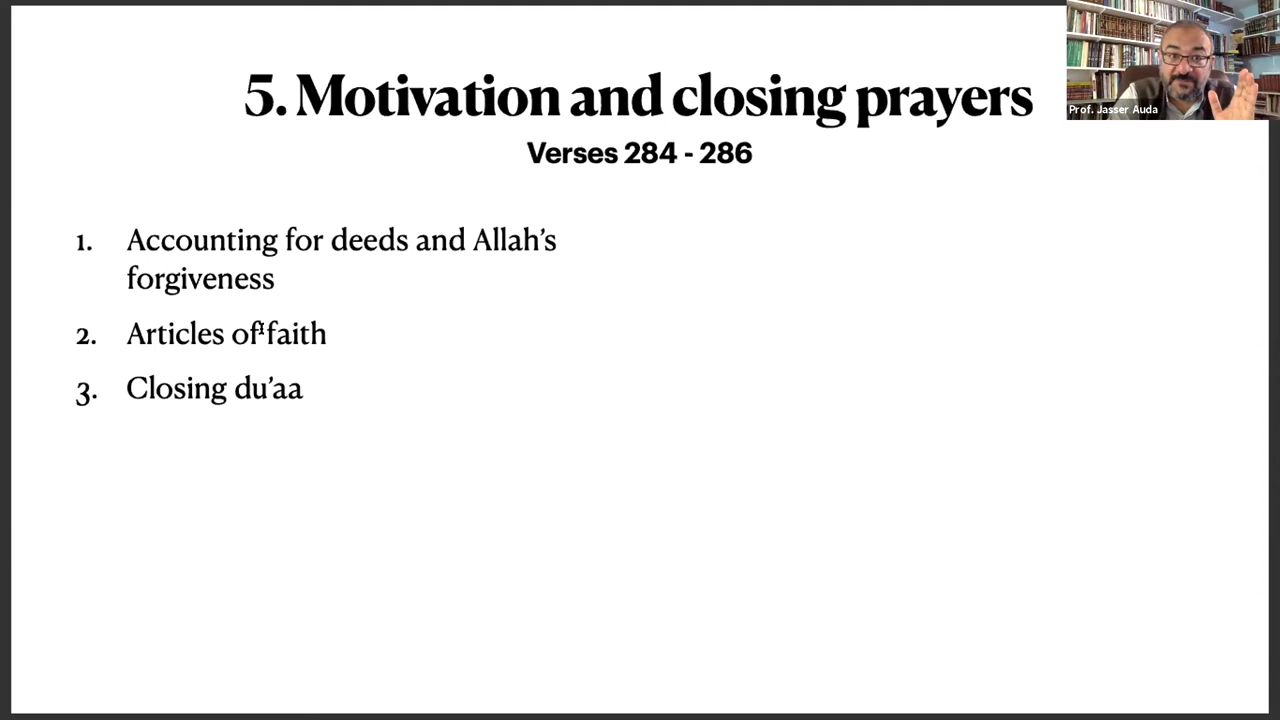 5. Motivation and closing prayers
Verses 284 - 286
Prof. Jasser Auda
1. Accounting for deeds and Allah’s
forgiveness
2. Articles of faith
3. Closing du’aa